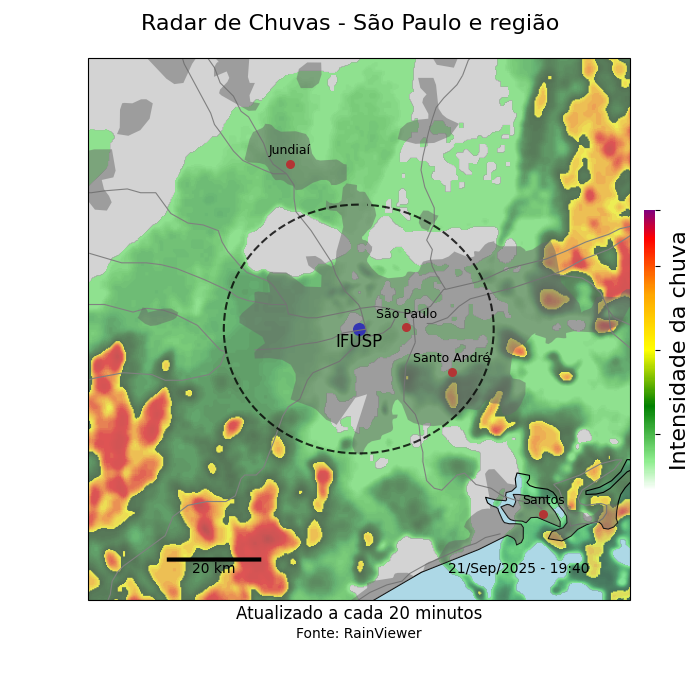 Radar de Chuvas - São Paulo e região
Jundiaí
São Paulo
IFUSP
Santo André
Santos
20 km
21/Sep/2025 - 19:40
Intensidade da chuva
Atualizado a cada 20 minutos
Fonte: RainViewer